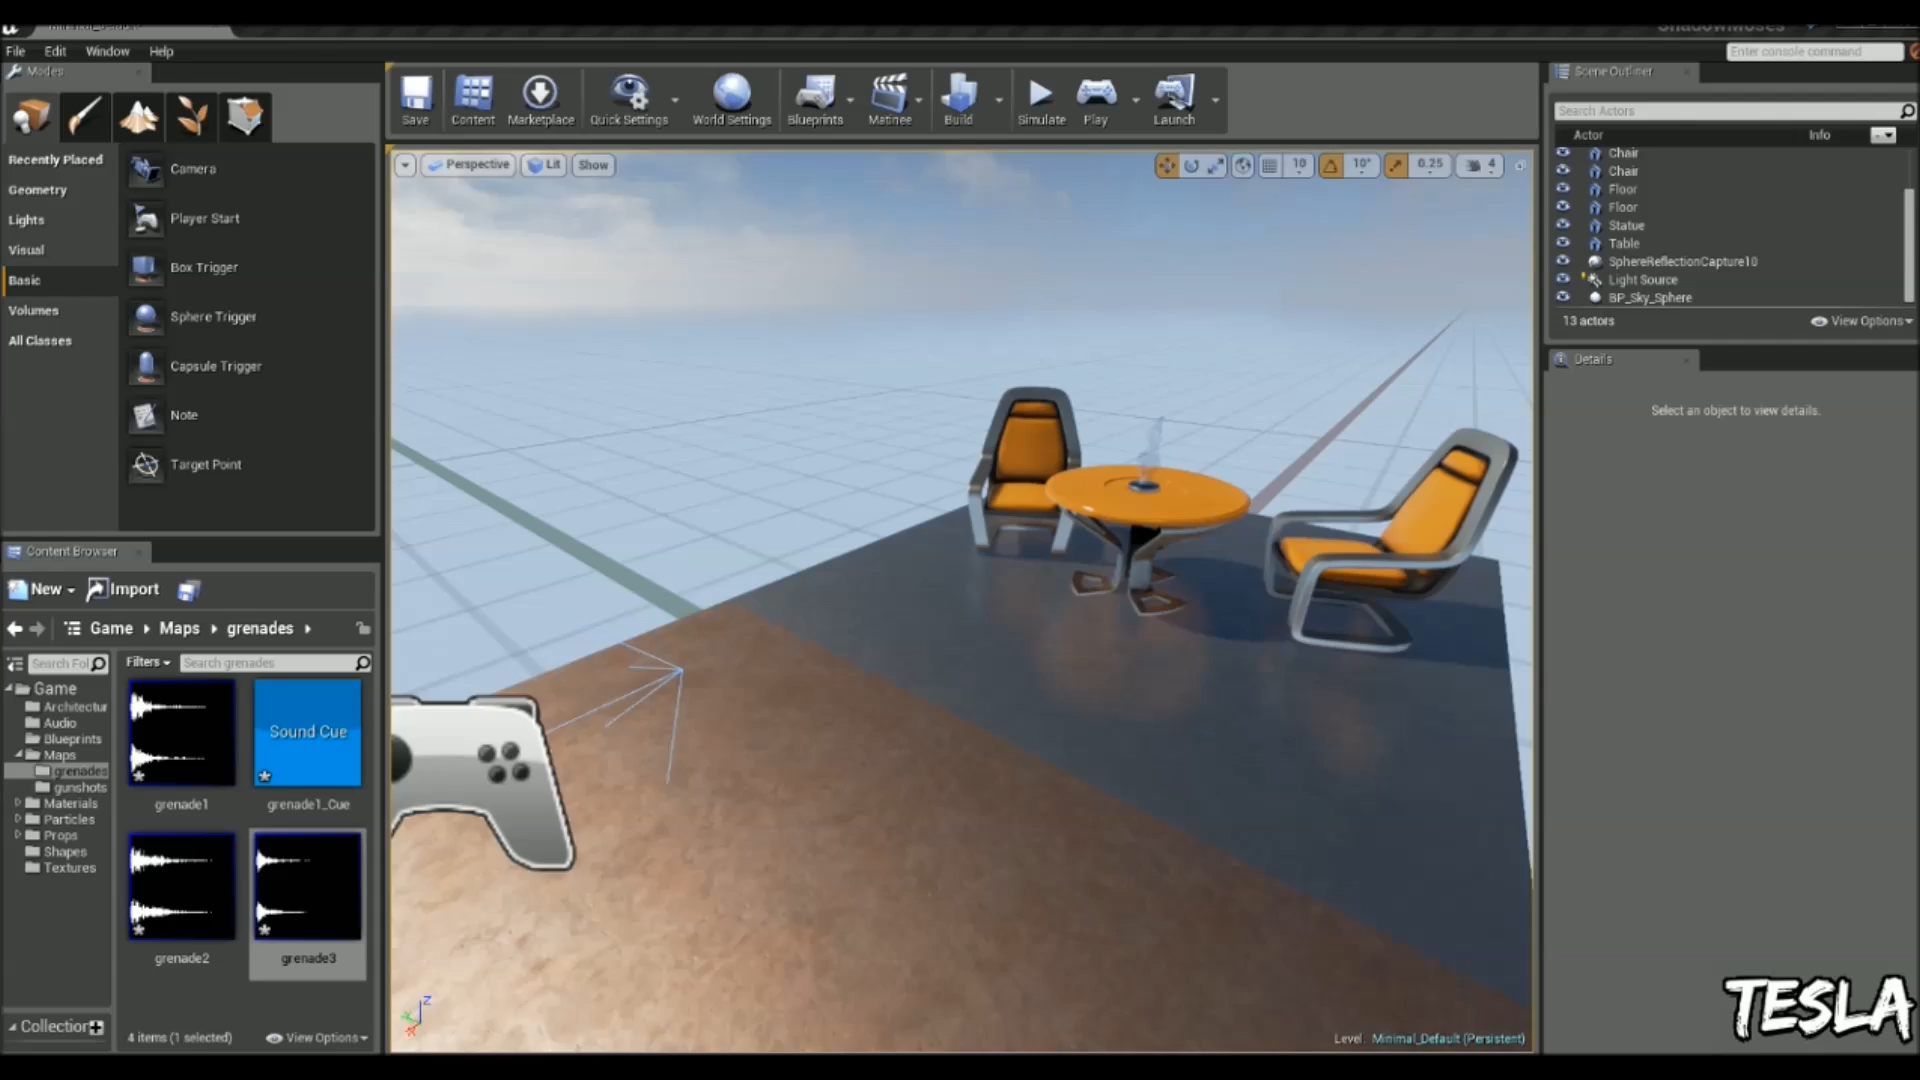 File Edit Window Help
Enter console command
Modes
Save Content Marketplace Quick Settings World Settings Blueprints Matinee Build Simulate Play Launch
Scene Outliner
Search Actors
Actor Info
Recently Placed
Geometry
Lights
Visual
Basic
Volumes
All Classes
Camera
Player Start
Box Trigger
Sphere Trigger
Capsule Trigger
Note
Target Point
Perspective Lit Show
10 10° 0.25 4
Chair
Chair
Floor
Floor
Statue
Table
SphereReflectionCapture10
Light Source
BP_Sky_Sphere
13 actors View Options
Details
Select an object to view details.
Content Browser
New Import
Game Maps grenades
Search Fol
Filters Search grenades
Game
Architectur
Audio
Blueprints
Maps
grenades
gunshots
Materials
Particles
Props
Shapes
Textures
Sound Cue
grenade1 grenade1_Cue
grenade2 grenade3
Collection
4 items (1 selected) View Options
Z
Level: Minimal_Default (Persistent)
TESLA